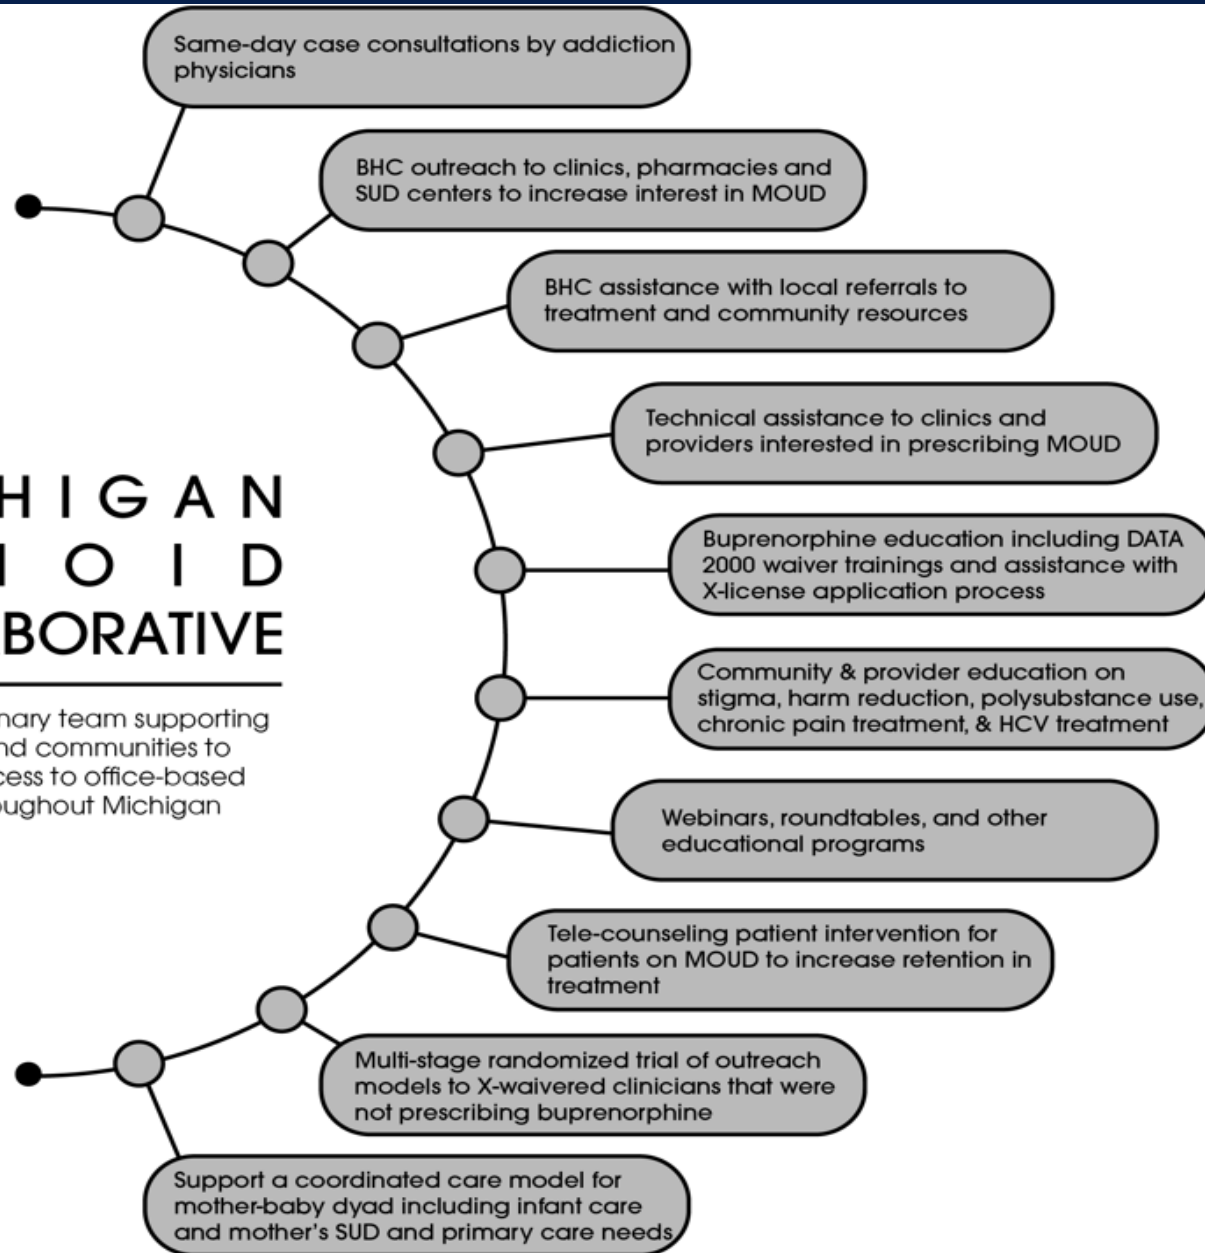 Same-day case consultations by addiction
physicians
BHC outreach to clinics, pharmacies and
SUD centers to increase interest in MOUD
BHC assistance with local referrals to
treatment and community resources
Technical assistance to clinics and
providers interested in prescribing MOUD
HIGAN
IOID
BORATIVE
nary team supporting
nd communities to
cess to office-based
oughout Michigan
Buprenorphine education including DATA
2000 waiver trainings and assistance with
X-license application process
Community & provider education on
stigma, harm reduction, polysubstance use,
chronic pain treatment, & HCV treatment
Webinars, roundtables, and other
educational programs
Tele-counseling patient intervention for
patients on MOUD to increase retention in
treatment
Multi-stage randomized trial of outreach
models to X-waivered clinicians that were
not prescribing buprenorphine
Support a coordinated care model for
mother-baby dyad including infant care
and mother's SUD and primary care needs